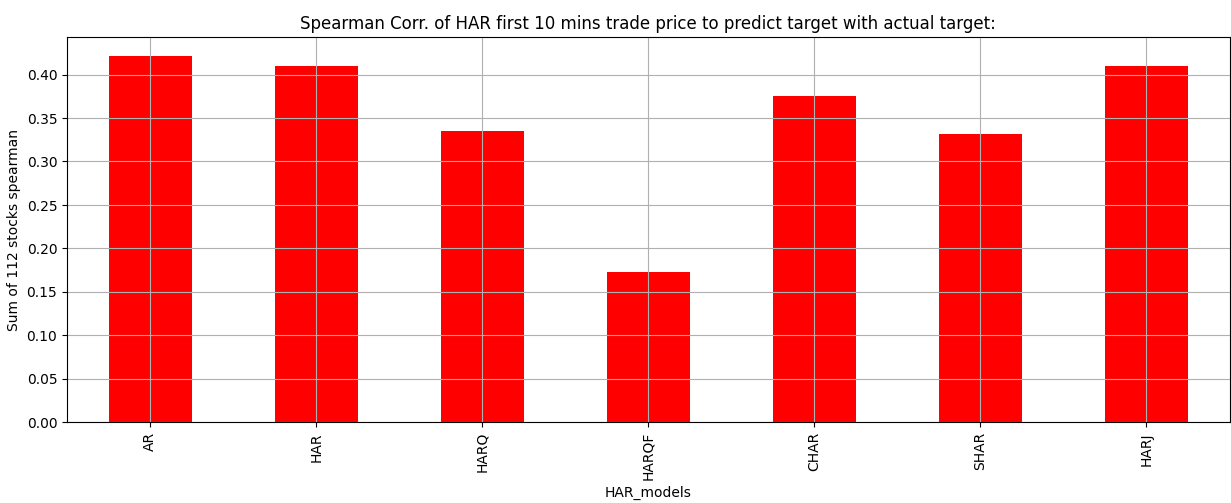 Spearman Corr. of HAR first 10 mins trade price to predict target with actual target:
Sum of 112 stocks spearman
0.40
0.35
0.30
0.25
0.20
0.15
0.10
0.05
0.00
AR
HAR
HARQ
HARQF
CHAR
SHAR
HARJ
HAR_models